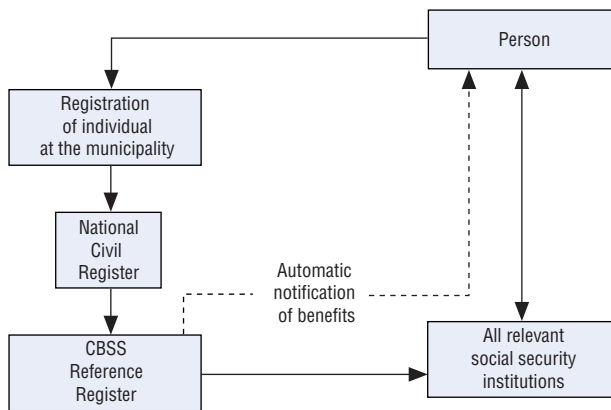 Person
Registration
of individual
at the municipality
National
Civil
Register
Automatic
notification
of benefits
CBSS
Reference
Register
All relevant
social security
institutions